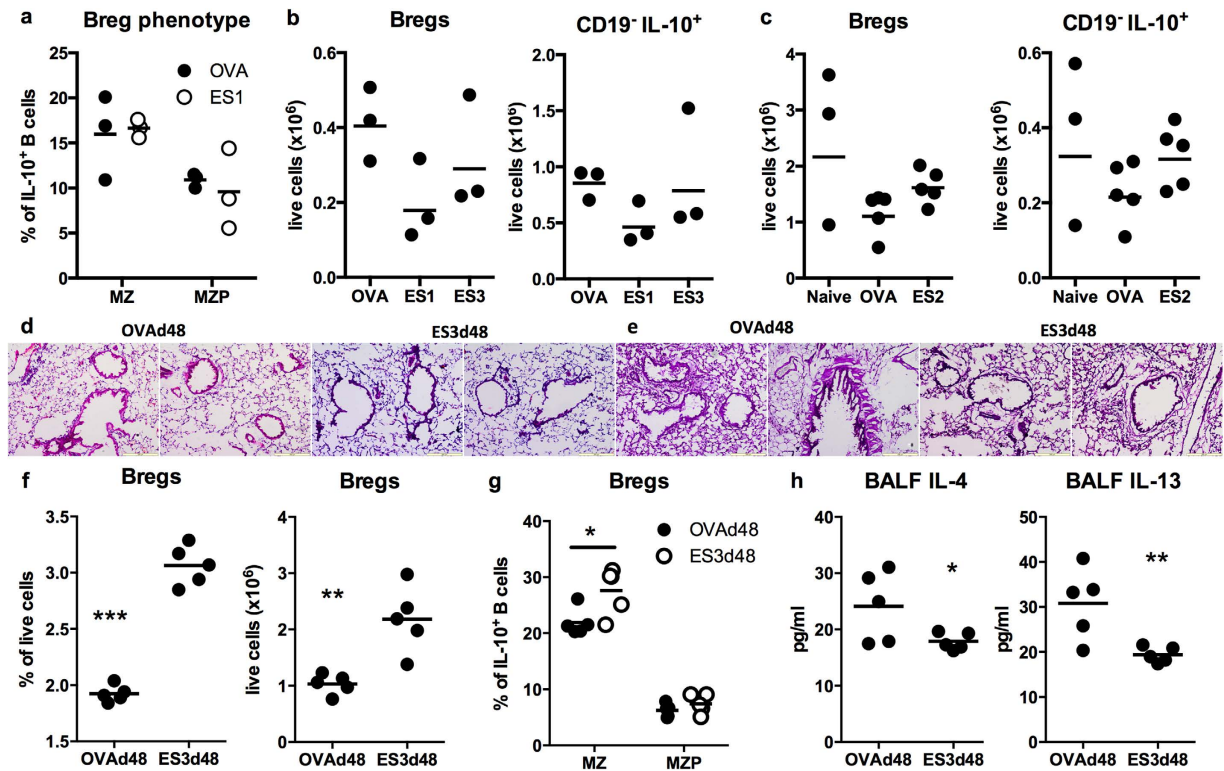 a Breg phenotype
% of IL-10⁺ B cells
25
20
15
10
5
0
OVA
ES1
MZ MZP
b Bregs
live cells (x10⁶)
0.6
0.4
0.2
0.0
OVA ES1 ES3
CD19⁻ IL-10⁺
live cells (x10⁶)
1.5
1.0
0.5
0.0
OVA ES1 ES3
c Bregs
live cells (x10⁶)
4
3
2
1
0
Naive OVA ES2
CD19⁻ IL-10⁺
live cells (x10⁶)
0.6
0.4
0.2
0.0
Naive OVA ES2
d OVAd48 ES3d48
e OVAd48 ES3d48
f Bregs
% of live cells
3.5
3.0
2.5
2.0
1.5
***
OVAd48 ES3d48
Bregs
live cells (x10⁶)
4
3
2
1
0
**
OVAd48 ES3d48
g Bregs
% of IL-10⁺ B cells
40
30
20
10
0
*
OVAd48
ES3d48
MZ MZP
h BALF IL-4
pg/ml
40
30
20
10
0
*
OVAd48 ES3d48
BALF IL-13
pg/ml
50
40
30
20
10
0
**
OVAd48 ES3d48